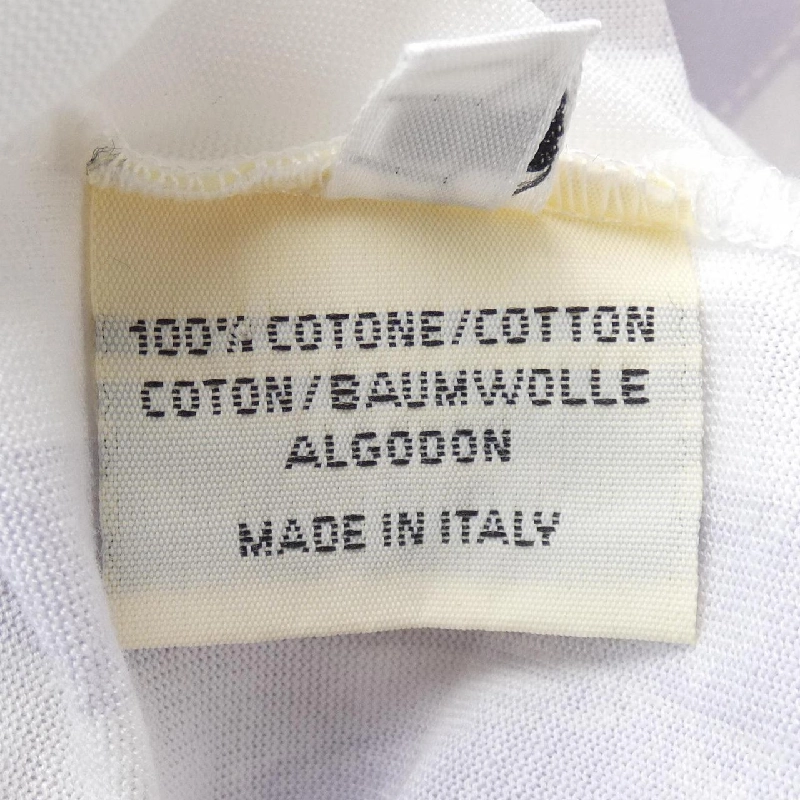 100% COTONE/COTTON
COTON/BAUMWOLLE
ALGODON
MADE IN ITALY